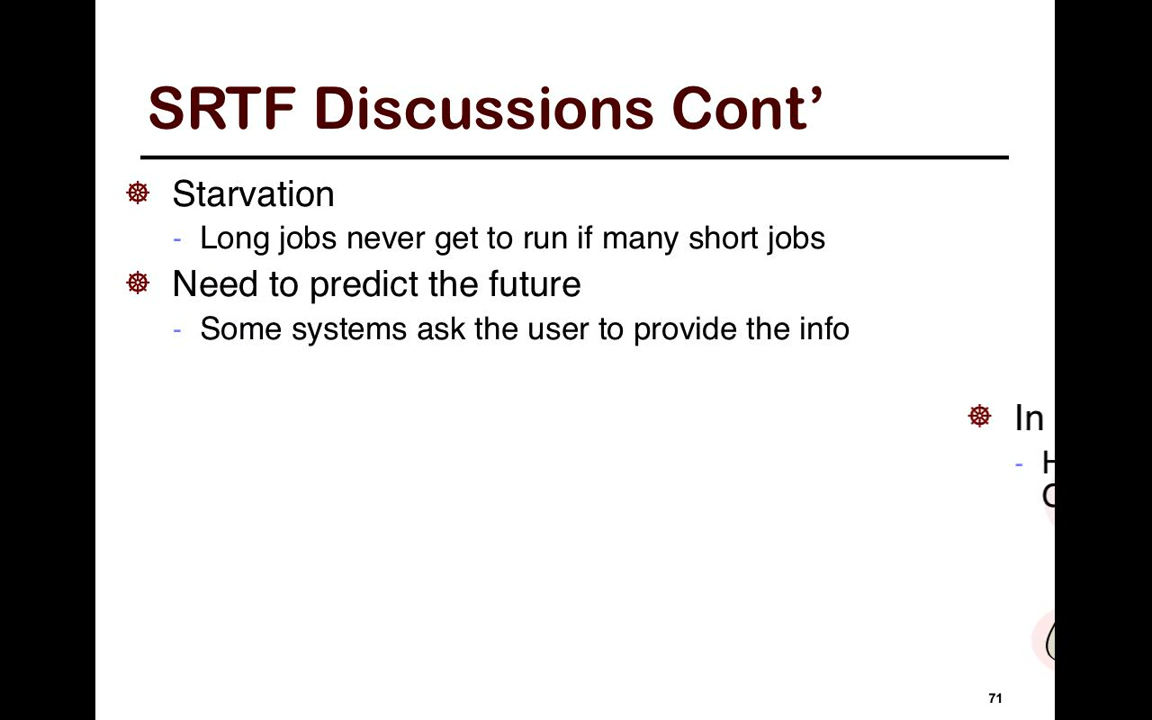 SRTF Discussions Cont’
Starvation
- Long jobs never get to run if many short jobs
Need to predict the future
- Some systems ask the user to provide the info
In
-
71